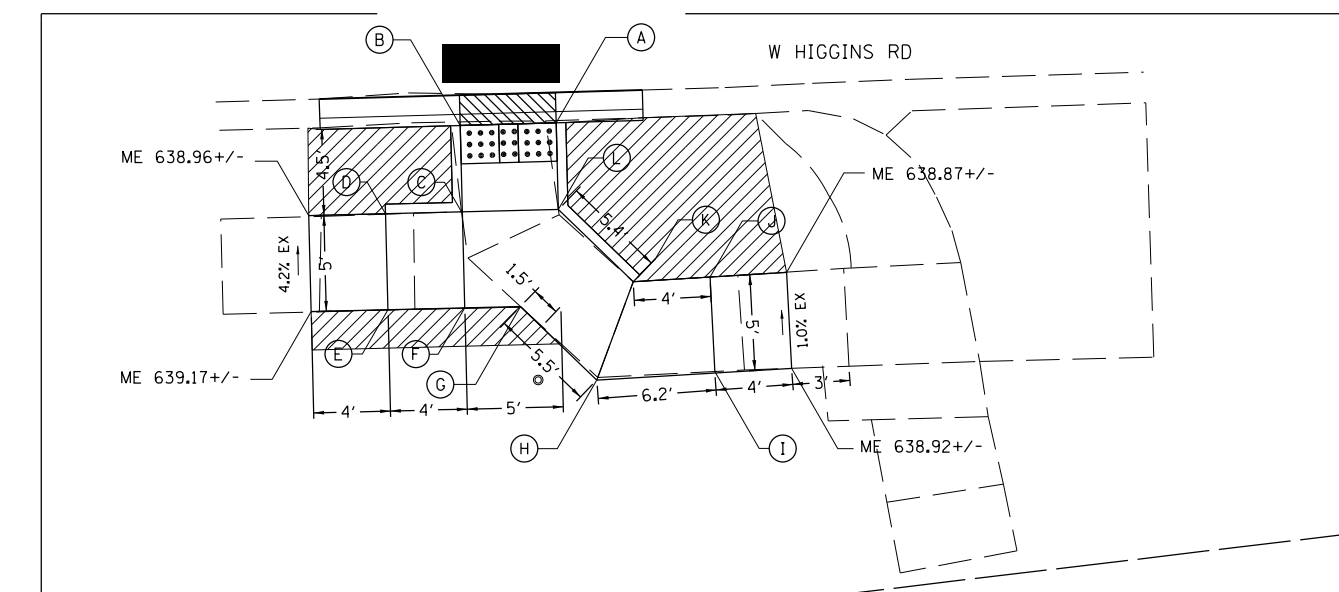 B
A
W HIGGINS RD
ME 638.96+/-
4.5'
D
C
L
ME 638.87+/-
5.4'
K
J
4.2% EX
5'
1.5'
4'
5'
1.0% EX
ME 639.17+/-
E
F
G
5.5'
4'
4'
5'
6.2'
4'
3'
H
I
ME 638.92+/-